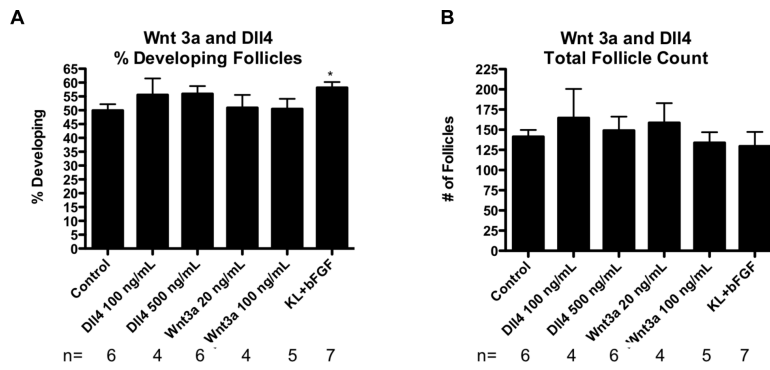 A
Wnt 3a and Dll4
% Developing Follicles
% Developing
65
60
55
50
45
40
35
30
25
20
15
10
5
0
*
Control
Dll4 100 ng/mL
Dll4 500 ng/mL
Wnt3a 20 ng/mL
Wnt3a 100 ng/mL
KL+bFGF
n= 6 4 6 4 5 7
B
Wnt 3a and Dll4
Total Follicle Count
# of Follicles
225
200
175
150
125
100
75
50
25
0
Control
Dll4 100 ng/mL
Dll4 500 ng/mL
Wnt3a 20 ng/mL
Wnt3a 100 ng/mL
KL+bFGF
n= 6 4 6 4 5 7